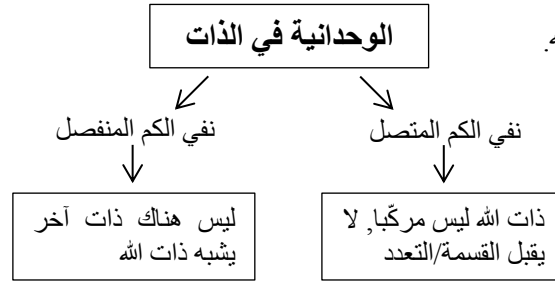 الوحدانية في الذات
نفي الكم المتصل
نفي الكم المنفصل
ذات الله ليس مركّبا, لا
يقبل القسمة/التعدد
ليس هناك ذات آخر
يشبه ذات الله